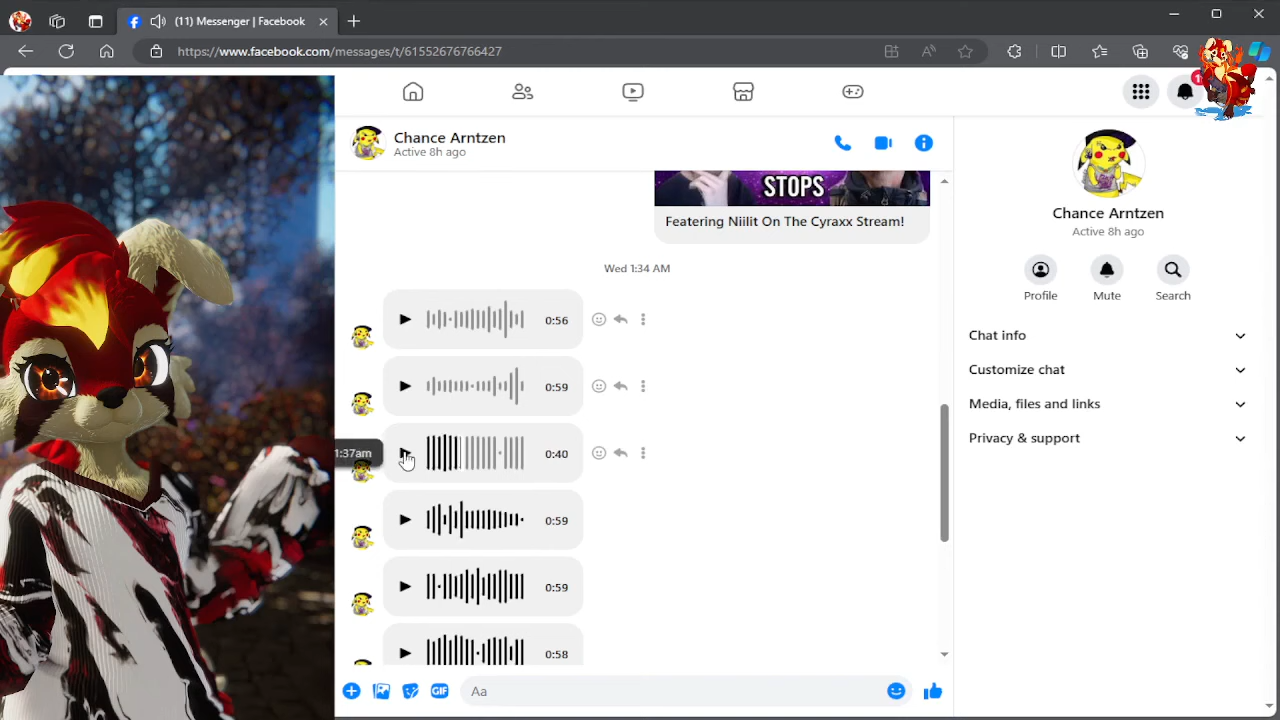 (11) Messenger | Facebook
https://www.facebook.com/messages/t/61552676766427
1
Chance Arntzen
Active 8h ago
STOPS
Featering Niilit On The Cyraxx Stream!
Wed 1:34 AM
0:56
0:59
1:37am
0:40
0:59
0:59
0:58
GIF
Aa
Chance Arntzen
Active 8h ago
Profile
Mute
Search
Chat info
Customize chat
Media, files and links
Privacy & support